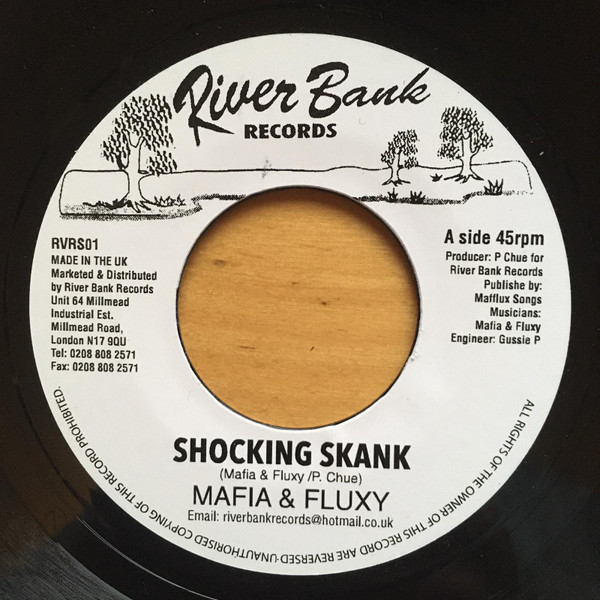 River Bank
RECORDS
RVRS01
MADE IN THE UK
Marketed & Distributed
by River Bank Records
Unit 64 Millmead
Industrial Est.
Millmead Road,
London N17 9QU
Tel: 0208 808 2571
Fax: 0208 808 2571
A side 45rpm
Producer: P Chue for
River Bank Records
Publishe by:
Mafflux Songs
Musicians:
Mafia & Fluxy
Engineer: Gussie P
SHOCKING SKANK
(Mafia & Fluxy /P. Chue)
MAFIA & FLUXY
Email: riverbankrecords@hotmail.co.uk
ALL RIGHTS OF THE OWNER OF THIS RECORD ARE REVERSED-UNAUTHORISED COPYING OF THIS RECORD PROHIBITED.